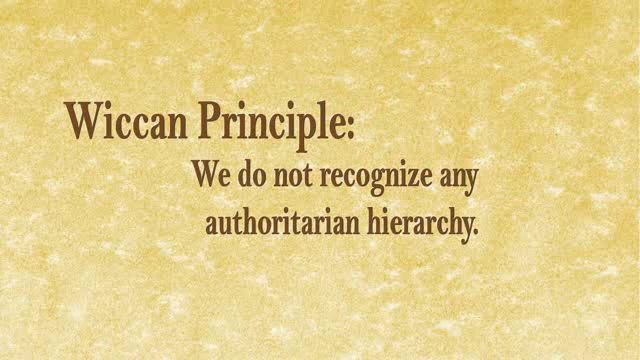 Wiccan Principle:
We do not recognize any
authoritarian hierarchy.